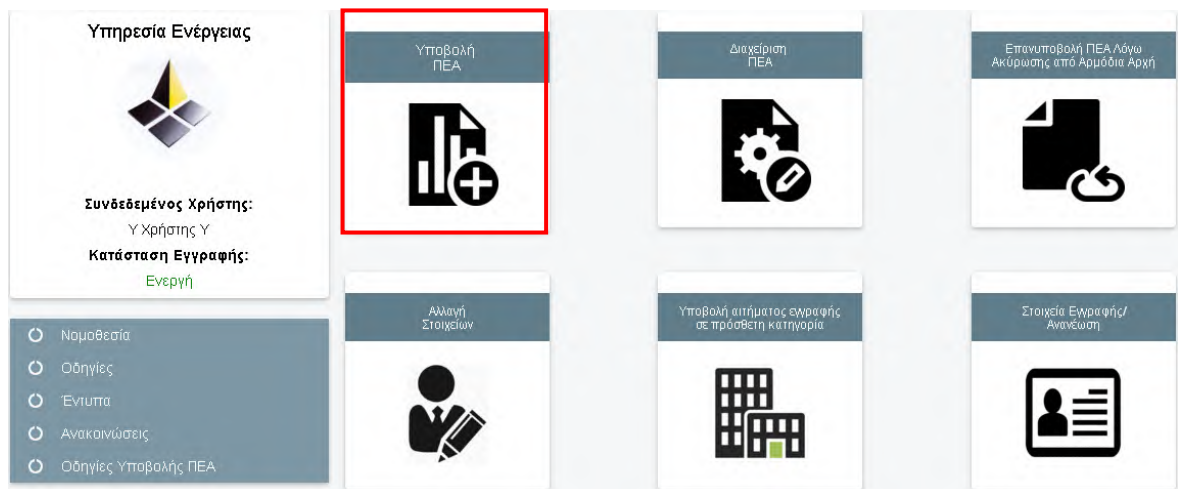 Υπηρεσία Ενέργειας
Συνδεδεμένος Χρήστης:
Υ Χρήστης Υ
Κατάσταση Εγγραφής:
Ενεργή
Νομοθεσία
Οδηγίες
Έντυπα
Ανακοινώσεις
Οδηγίες Υποβολής ΠΕΑ
Υποβολή
ΠΕΑ
Διαχείριση
ΠΕΑ
Επανυποβολή ΠΕΑ Λόγω
Ακύρωσης από Αρμόδια Αρχή
Αλλαγή
Στοιχείων
Υποβολή αιτήματος εγγραφής
σε πρόσθετη κατηγορία
Στοιχεία Εγγραφής/
Ανανέωση